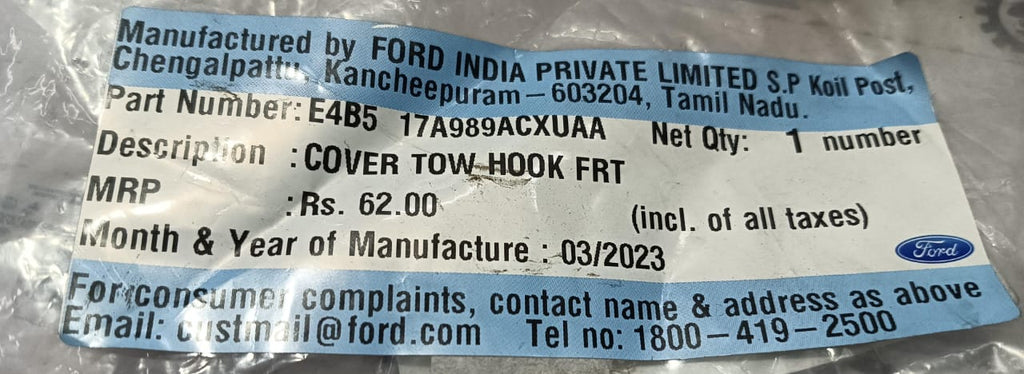 Manufactured by FORD INDIA PRIVATE LIMITED S.P Koil Post,
Chengalpattu, Kancheepuram-603204, Tamil Nadu.
Part Number: E4B5 17A989ACXUAA Net Qty: 1 number
Description : COVER TOW HOOK FRT
MRP : Rs. 62.00 (incl. of all taxes)
Month & Year of Manufacture : 03/2023
Ford
For consumer complaints, contact name & address as above
Email: custmail@ford.com Tel no: 1800-419-2500